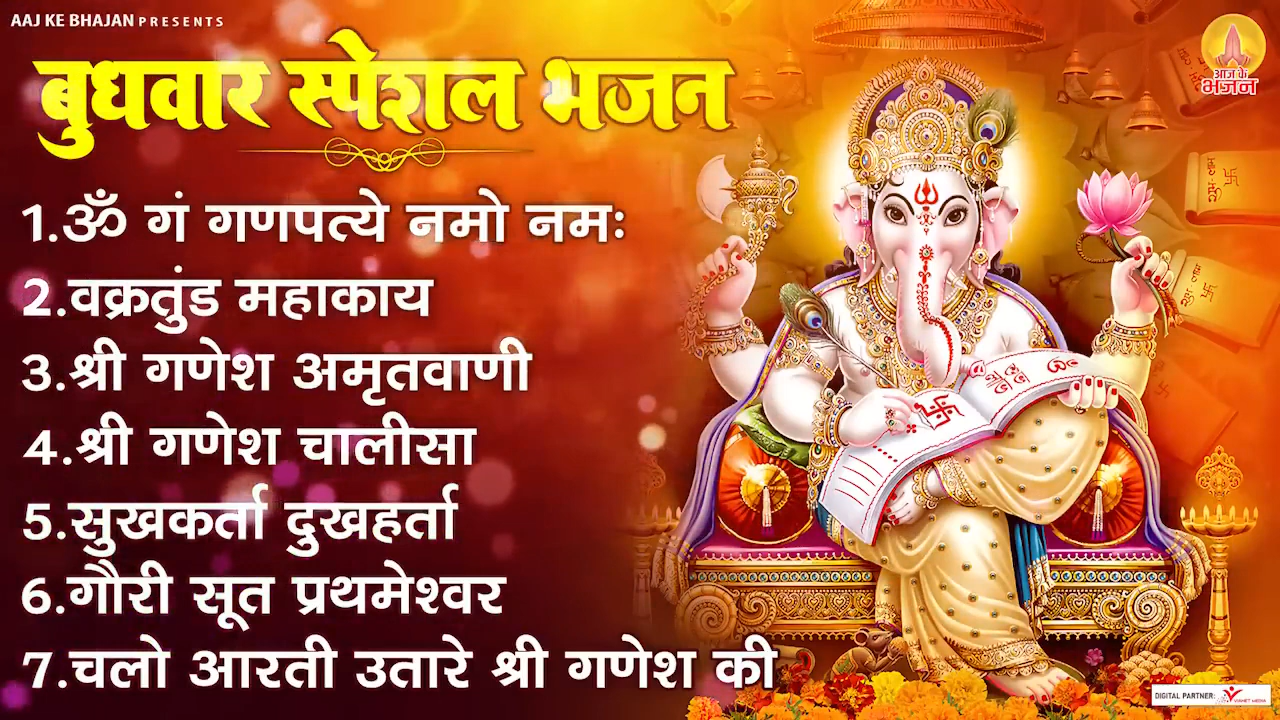 AAJ KE BHAJAN PRESENTS
आज के
भजन
बुधवार स्पेशल भजन
1.ॐ गं गणपत्ये नमो नमः
2.वक्रतुंड महाकाय
3.श्री गणेश अमृतवाणी
4.श्री गणेश चालीसा
5.सुखकर्ता दुखहर्ता
6.गौरी सूत प्रथमेश्वर
7.चलो आरती उतारे श्री गणेश की
DIGITAL PARTNER: